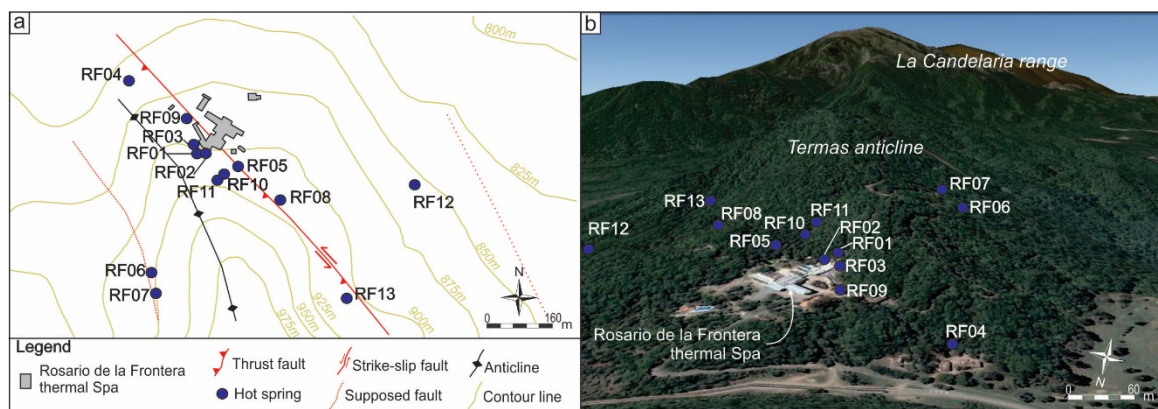 a
800m
RF04
RF09
RF03
RF01
RF02
RF05
RF10
RF11
RF08
RF12
825m
850m
875m
900m
925m
950m
975m
RF06
RF07
RF13
N
0
160
m
Legend
Rosario de la Frontera
thermal Spa
Thrust fault
Hot spring
Strike-slip fault
Supposed fault
Anticline
Contour line
b
La Candelaria range
Termas anticline
RF07
RF06
RF13
RF08
RF11
RF10
RF02
RF01
RF12
RF05
RF03
RF09
Rosario de la Frontera
thermal Spa
RF04
N
0
60
m